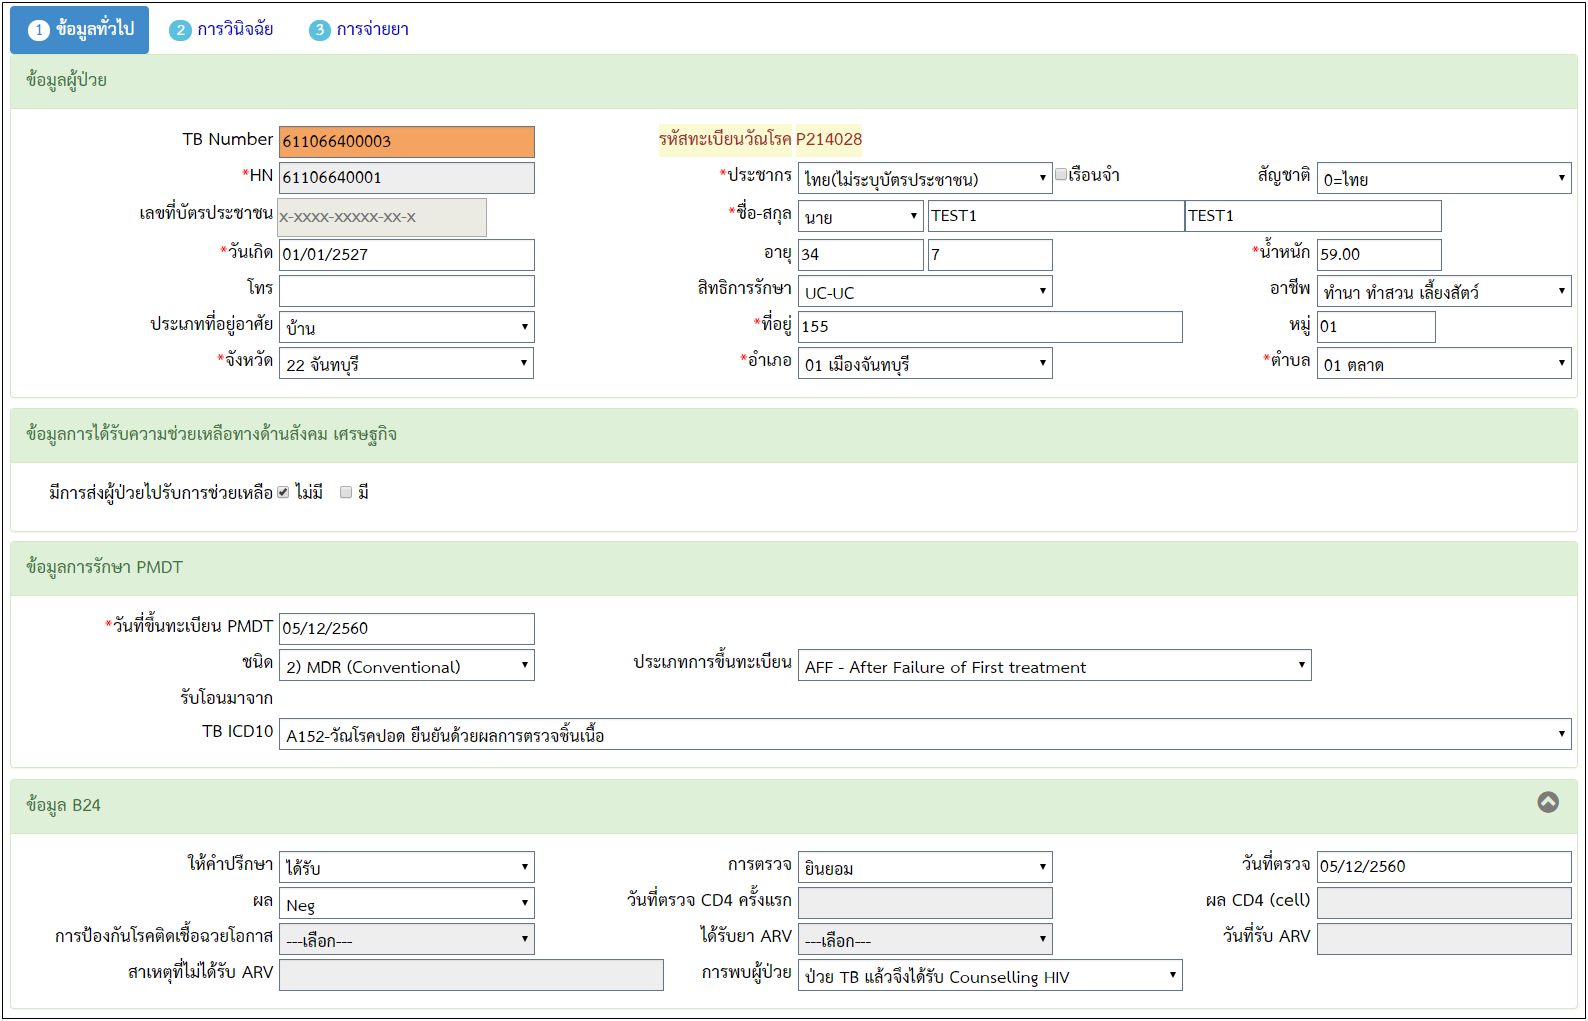 1 ข้อมูลทั่วไป 2 การวินิจฉัย 3 การจ่ายยา
ข้อมูลผู้ป่วย
TB Number 611066400003 รหัสทะเบียนวัณโรค P214028
*HN 61106640001 *ประชากร ไทย(ไม่ระบุบัตรประชาชน) เรือนจำ สัญชาติ 0=ไทย
เลขที่บัตรประชาชน x-xxxx-xxxxx-xx-x *ชื่อ-สกุล นาย TEST1 TEST1
*วันเกิด 01/01/2527 อายุ 34 7 *น้ำหนัก 59.00
โทร สิทธิการรักษา UC-UC อาชีพ ทำนา ทำสวน เลี้ยงสัตว์
ประเภทที่อยู่อาศัย บ้าน *ที่อยู่ 155 หมู่ 01
*จังหวัด 22 จันทบุรี *อำเภอ 01 เมืองจันทบุรี *ตำบล 01 ตลาด
ข้อมูลการได้รับความช่วยเหลือทางด้านสังคม เศรษฐกิจ
มีการส่งผู้ป่วยไปรับการช่วยเหลือ ไม่มี มี
ข้อมูลการรักษา PMDT
*วันที่ขึ้นทะเบียน PMDT 05/12/2560
ชนิด 2) MDR (Conventional) ประเภทการขึ้นทะเบียน AFF - After Failure of First treatment
รับโอนมาจาก
TB ICD10 A152-วัณโรคปอด ยืนยันด้วยผลการตรวจชิ้นเนื้อ
ข้อมูล B24
ให้คำปรึกษา ได้รับ การตรวจ ยินยอม วันที่ตรวจ 05/12/2560
ผล Neg วันที่ตรวจ CD4 ครั้งแรก ผล CD4 (cell)
การป้องกันโรคติดเชื้อฉวยโอกาส ---เลือก--- ได้รับยา ARV ---เลือก--- วันที่รับ ARV
สาเหตุที่ไม่ได้รับ ARV การพบผู้ป่วย ป่วย TB แล้วจึงได้รับ Counselling HIV